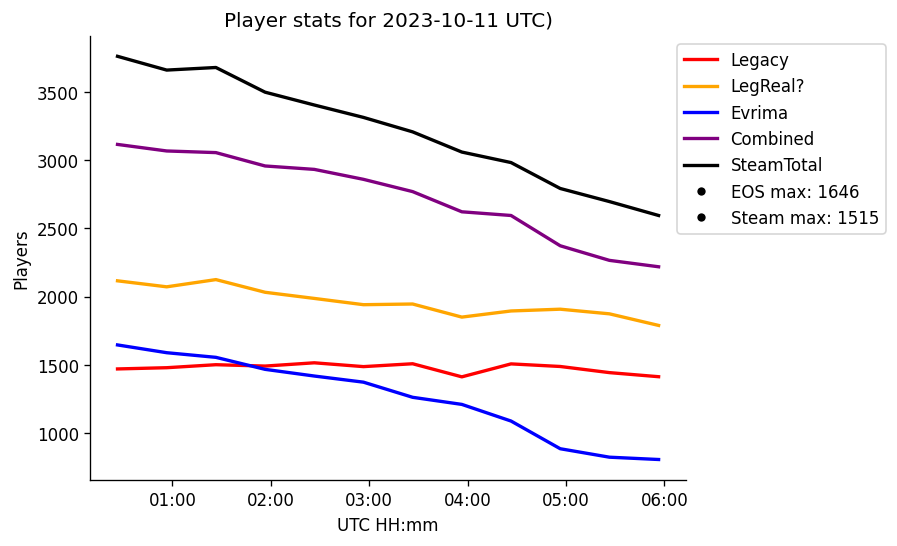 Player stats for 2023-10-11 UTC)
Legacy
LegReal?
Evrima
Combined
SteamTotal
EOS max: 1646
Steam max: 1515
Players
3500
3000
2500
2000
1500
1000
01:00 02:00 03:00 04:00 05:00 06:00
UTC HH:mm